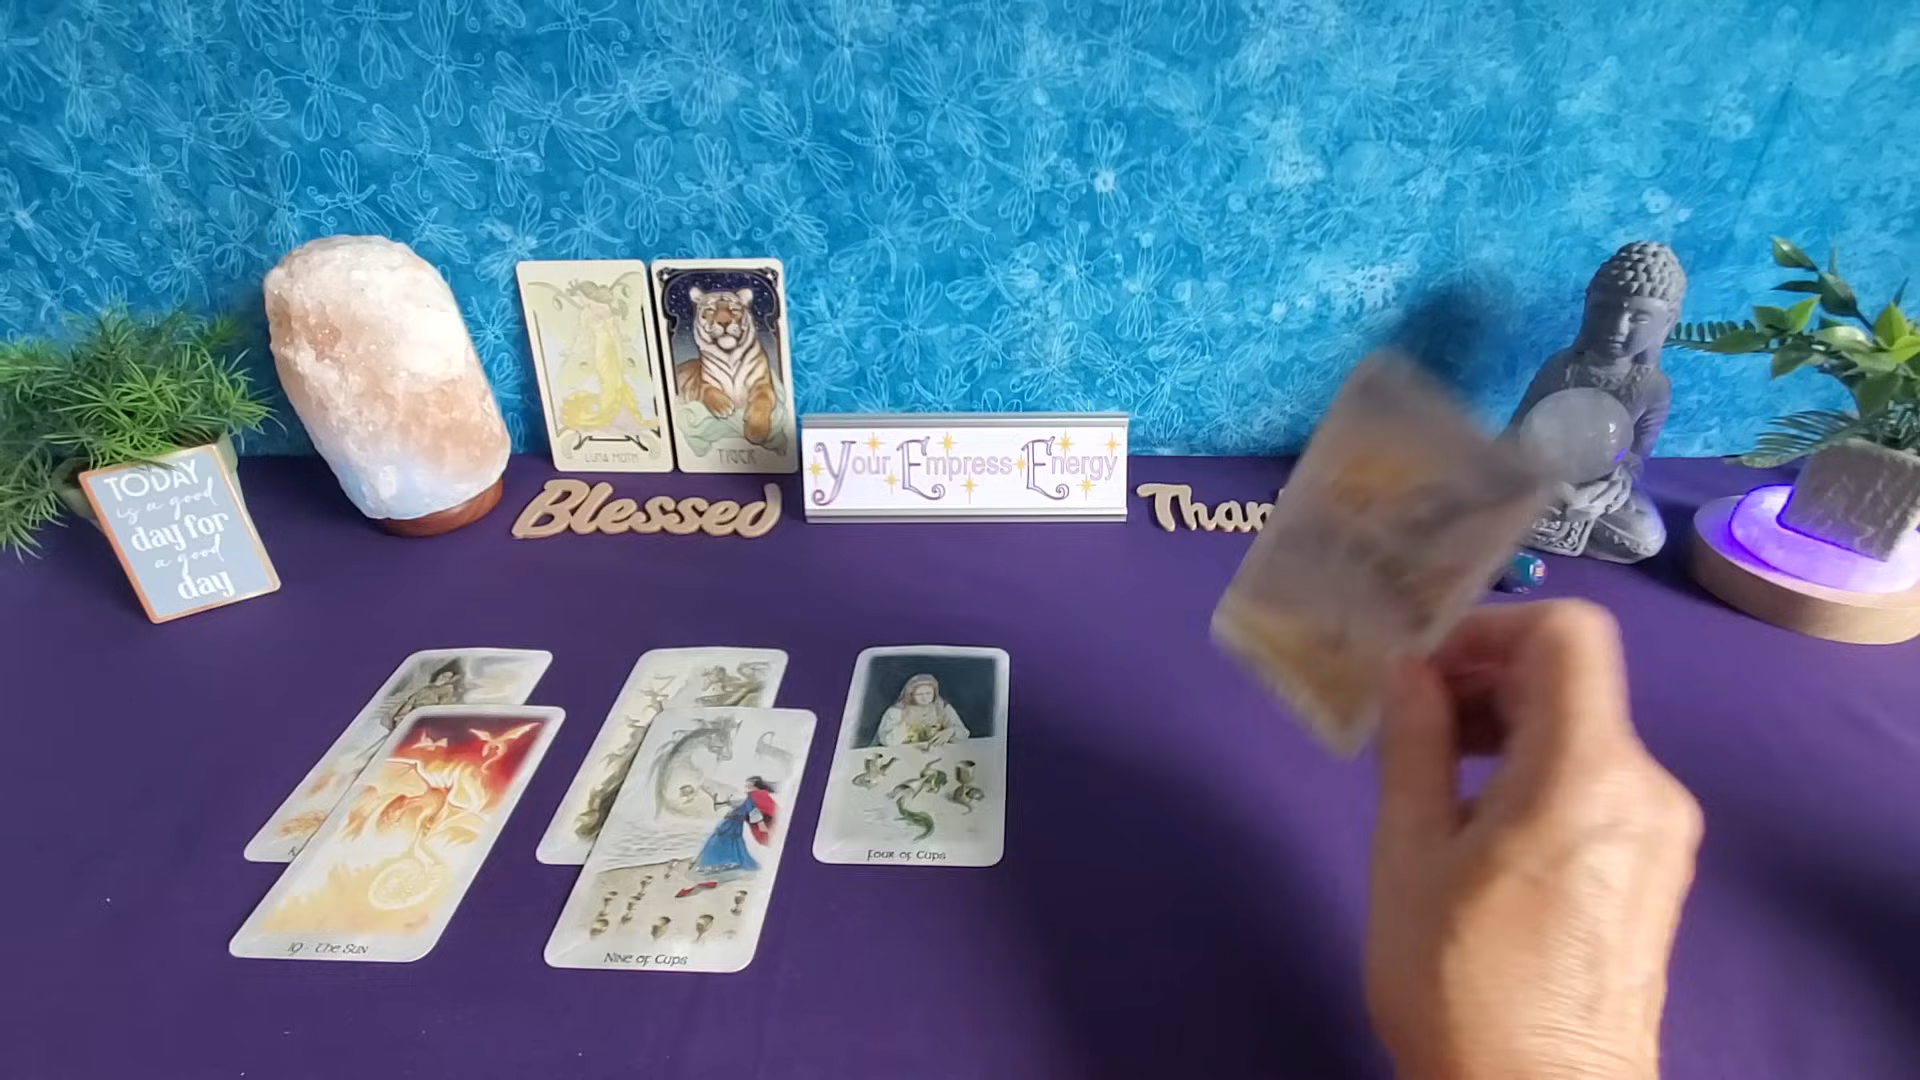 TODAY
is a good
day for
a good
day
LUNA MOTH
TIGER
Blessed
Your Empress Energy
Than
19 - The Sun
Nine of Cups
Four of Cups